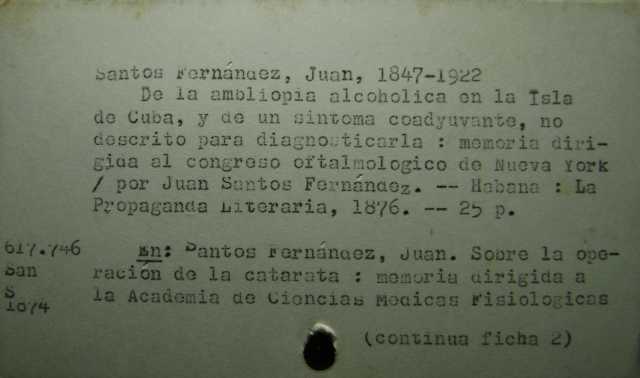 Santos Fernández, Juan, 1847-1922
De la ambliopia alcoholica en la Isla
de Cuba, y de un sintoma coadyuvante, no
descrito para diagnosticarla : memoria diri-
gida al congreso oftalmologico de Nueva York
/ por Juan Santos Fernández. -- Habana : La
Propaganda Literaria, 1876. -- 25 p.
617.746 En: Santos Fernández, Juan. Sobre la ope-
San ración de la catarata : memoria dirigida a
S la Academia de Ciencias Medicas Fisiologicas
1874
(continua ficha 2)